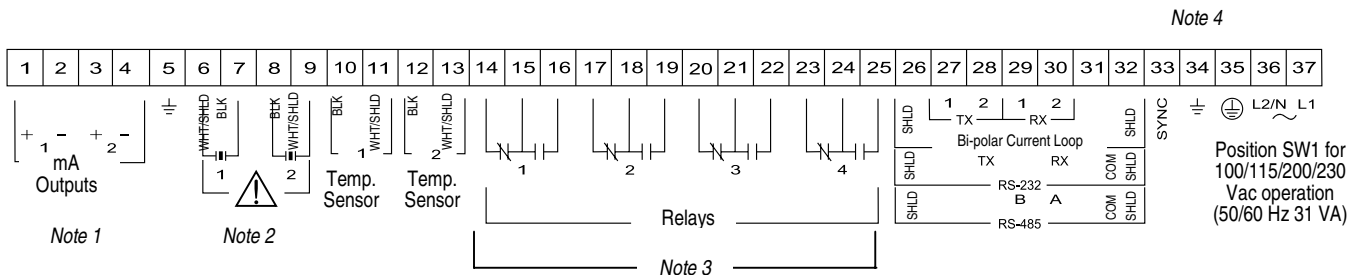 Note 4
1 2 3 4 5 6 7 8 9 10 11 12 13 14 15 16 17 18 19 20 21 22 23 24 25 26 27 28 29 30 31 32 33 34 35 36 37
+ 1 - + 2 -
mA
Outputs
Note 1
WHT/SHLD BLK BLK WHT/SHLD
1 2
Note 2
BLK WHT/SHLD
1
Temp.
Sensor
BLK WHT/SHLD
2
Temp.
Sensor
1 2 3 4
Relays
Note 3
SHLD 1 2 1 2 SHLD
TX RX
Bi-polar Current Loop
SHLD TX RX COM SHLD
RS-232
SHLD B A COM SHLD
RS-485
SYNC
L2/N L1
Position SW1 for
100/115/200/230
Vac operation
(50/60 Hz 31 VA)